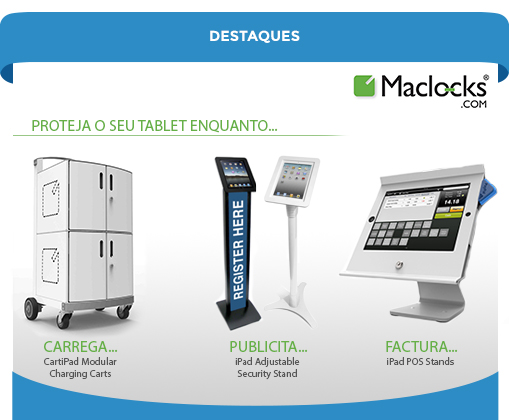 DESTAQUES
Maclocks®
.COM
PROTEJA O SEU TABLET ENQUANTO...
REGISTER HERE
14.18
CARREGA...
CartiPad Modular
Charging Carts
PUBLICITA...
iPad Adjustable
Security Stand
FACTURA...
iPad POS Stands